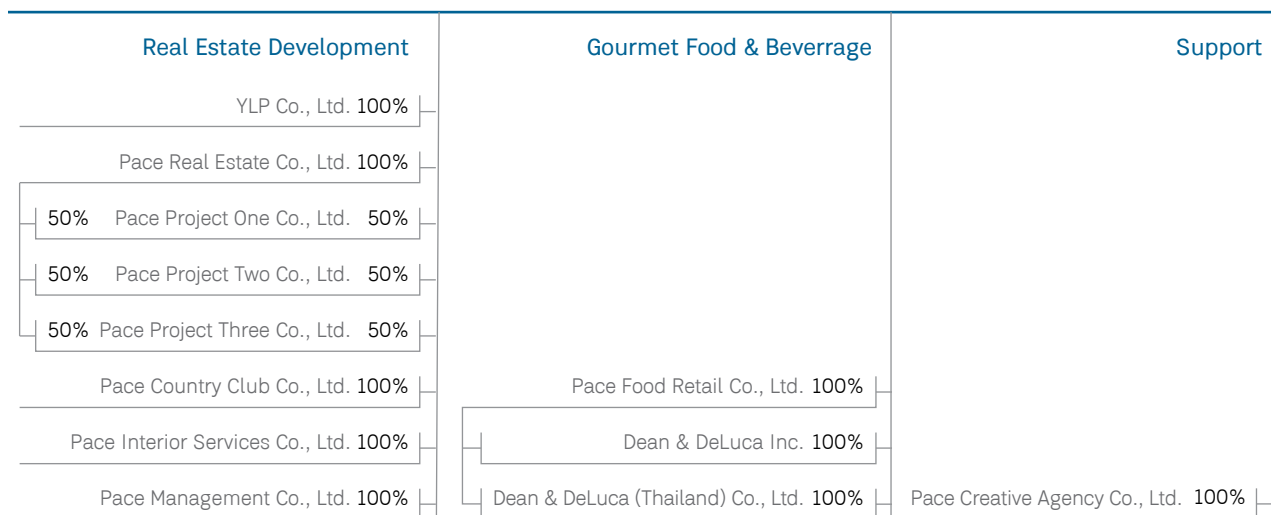 Real Estate Development
YLP Co., Ltd. 100%
Pace Real Estate Co., Ltd. 100%
50% Pace Project One Co., Ltd. 50%
50% Pace Project Two Co., Ltd. 50%
50% Pace Project Three Co., Ltd. 50%
Pace Country Club Co., Ltd. 100%
Pace Interior Services Co., Ltd. 100%
Pace Management Co., Ltd. 100%
Gourmet Food & Beverrage
Pace Food Retail Co., Ltd. 100%
Dean & DeLuca Inc. 100%
Dean & DeLuca (Thailand) Co., Ltd. 100%
Support
Pace Creative Agency Co., Ltd. 100%